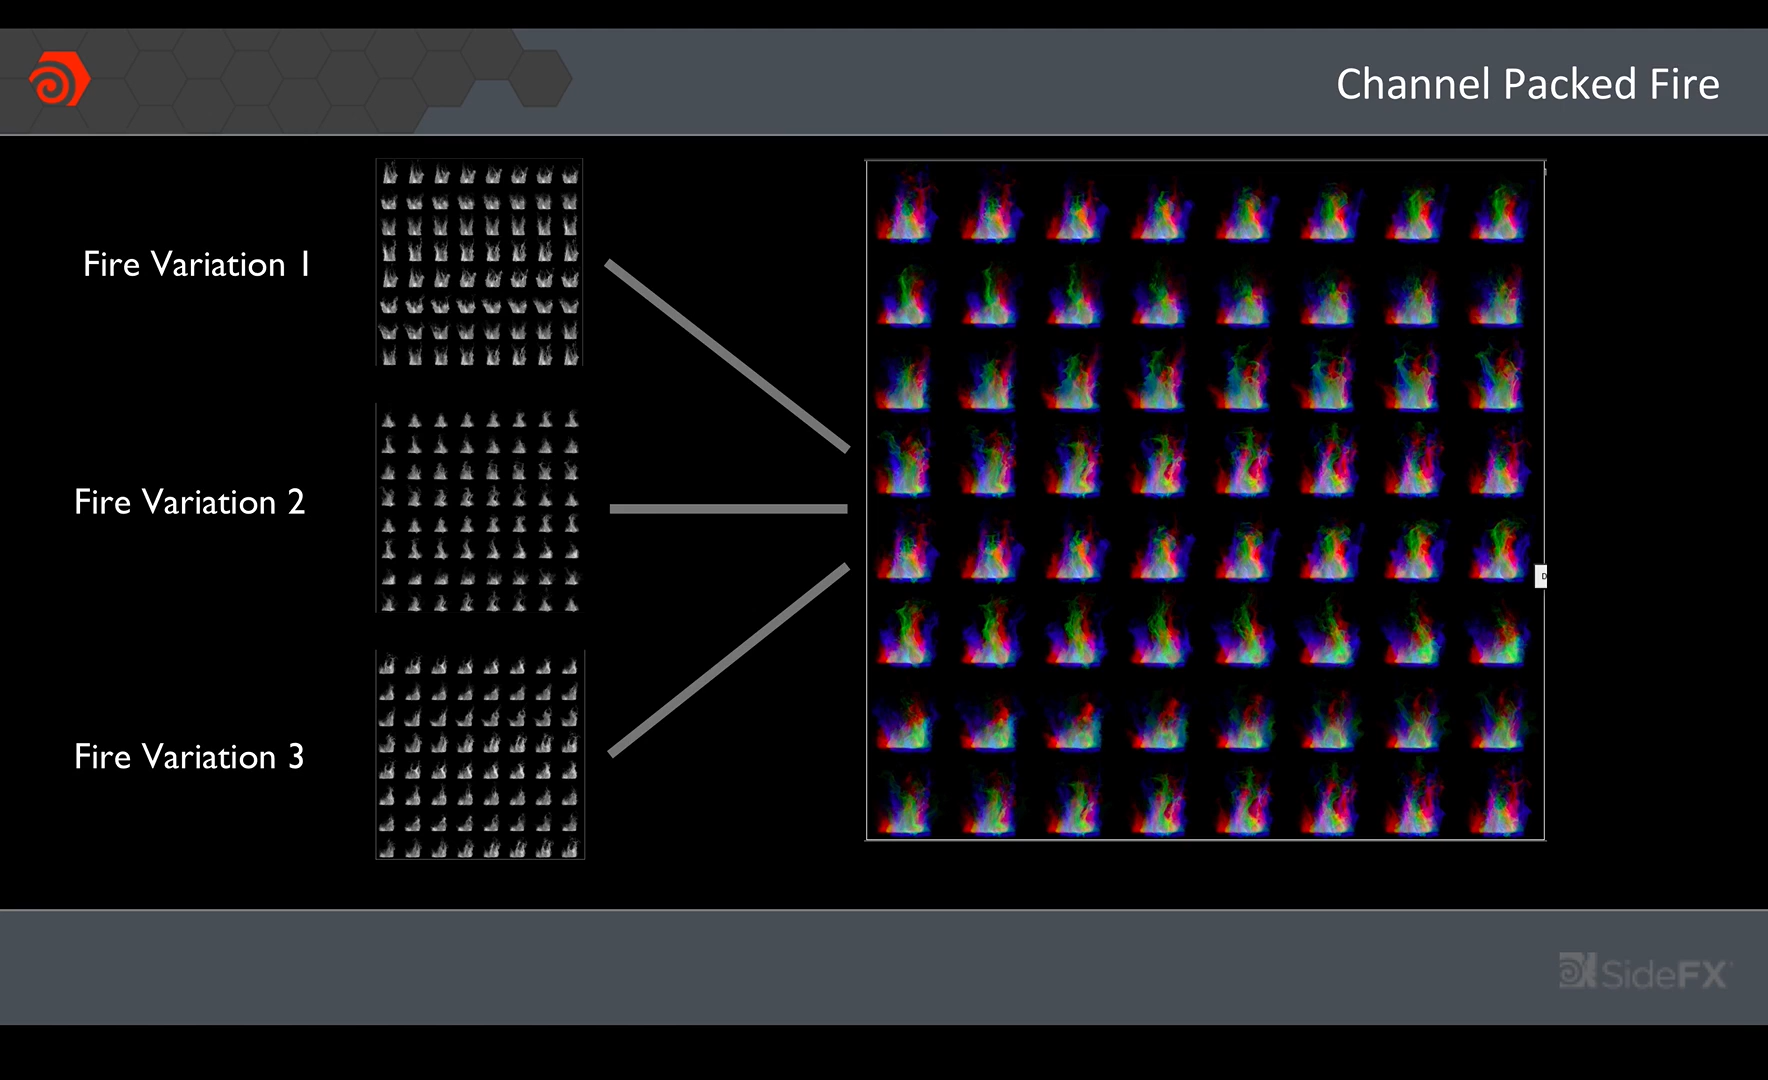 Channel Packed Fire
Fire Variation 1
Fire Variation 2
Fire Variation 3
D
SideFX